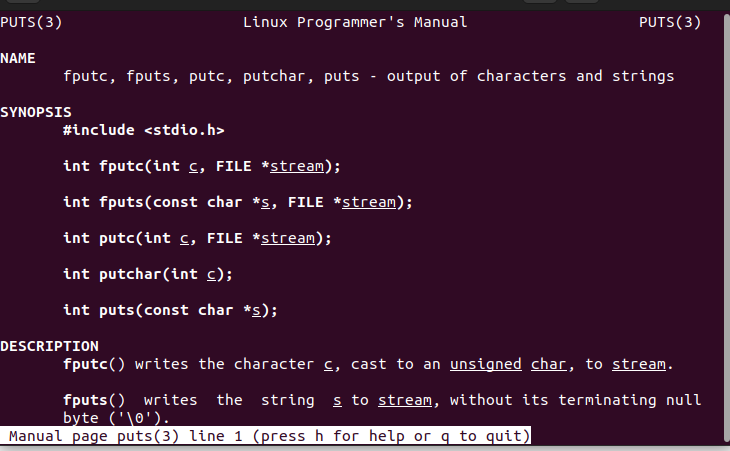 PUTS(3) Linux Programmer's Manual PUTS(3)
NAME
fputc, fputs, putc, putchar, puts - output of characters and strings
SYNOPSIS
#include <stdio.h>
int fputc(int c, FILE *stream);
int fputs(const char *s, FILE *stream);
int putc(int c, FILE *stream);
int putchar(int c);
int puts(const char *s);
DESCRIPTION
fputc() writes the character c, cast to an unsigned char, to stream.
fputs() writes the string s to stream, without its terminating null
byte ('\0').
Manual page puts(3) line 1 (press h for help or q to quit)